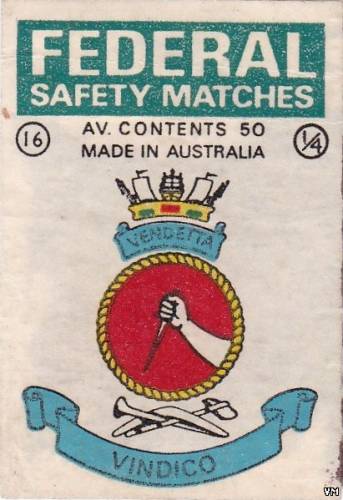 FEDERAL
SAFETY MATCHES
16
AV. CONTENTS 50
1/4
MADE IN AUSTRALIA
VENDETTA
VINDICO
VM